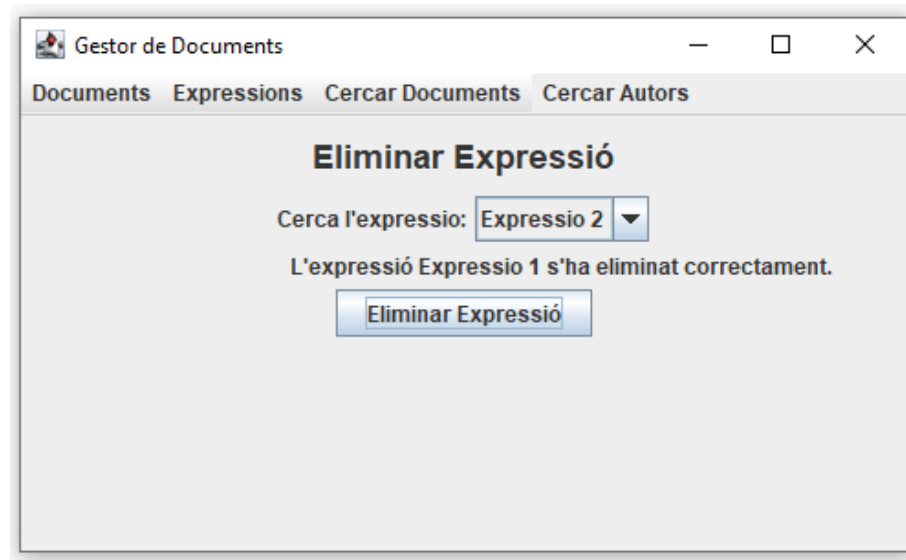 Gestor de Documents
Documents Expressions Cercar Documents Cercar Autors
Eliminar Expressió
Cerca l'expressio: Expressio 2
L'expressió Expressio 1 s'ha eliminat correctament.
Eliminar Expressió